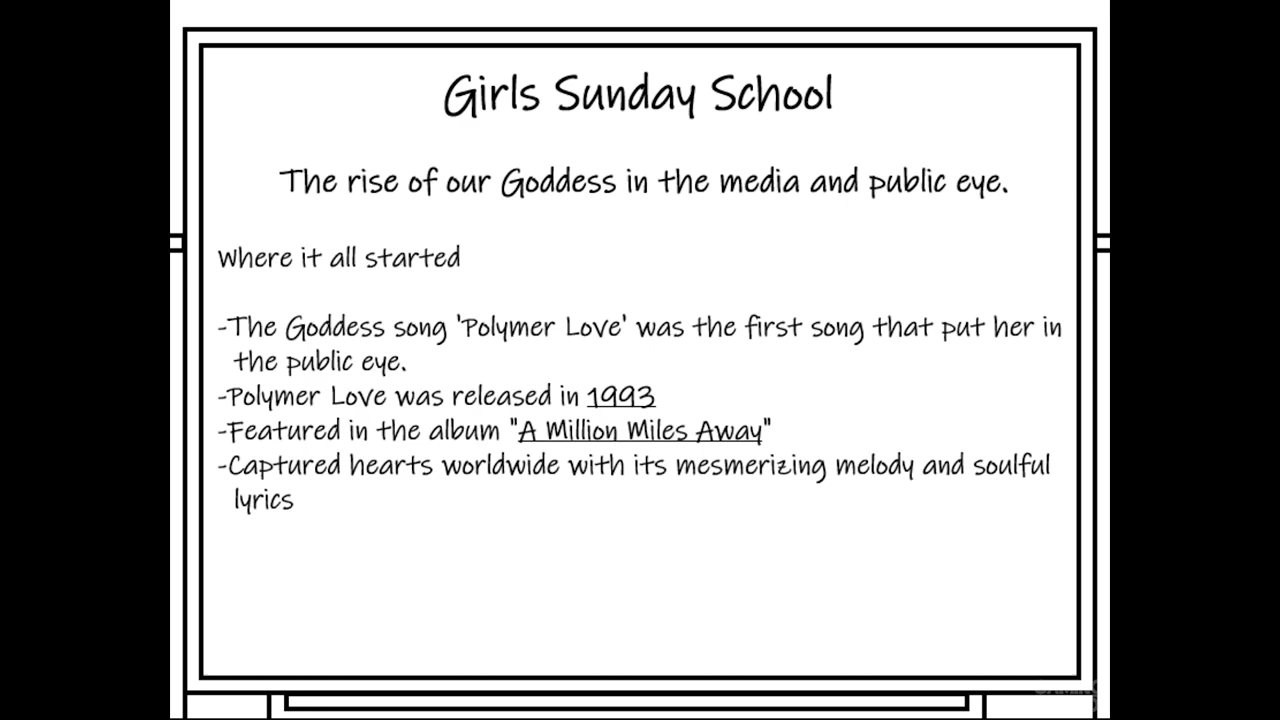 Girls Sunday School
The rise of our Goddess in the media and public eye.
Where it all started
-The Goddess song 'Polymer Love' was the first song that put her in
the public eye.
-Polymer Love was released in 1993
-Featured in the album "A Million Miles Away"
-Captured hearts worldwide with its mesmerizing melody and soulful
lyrics